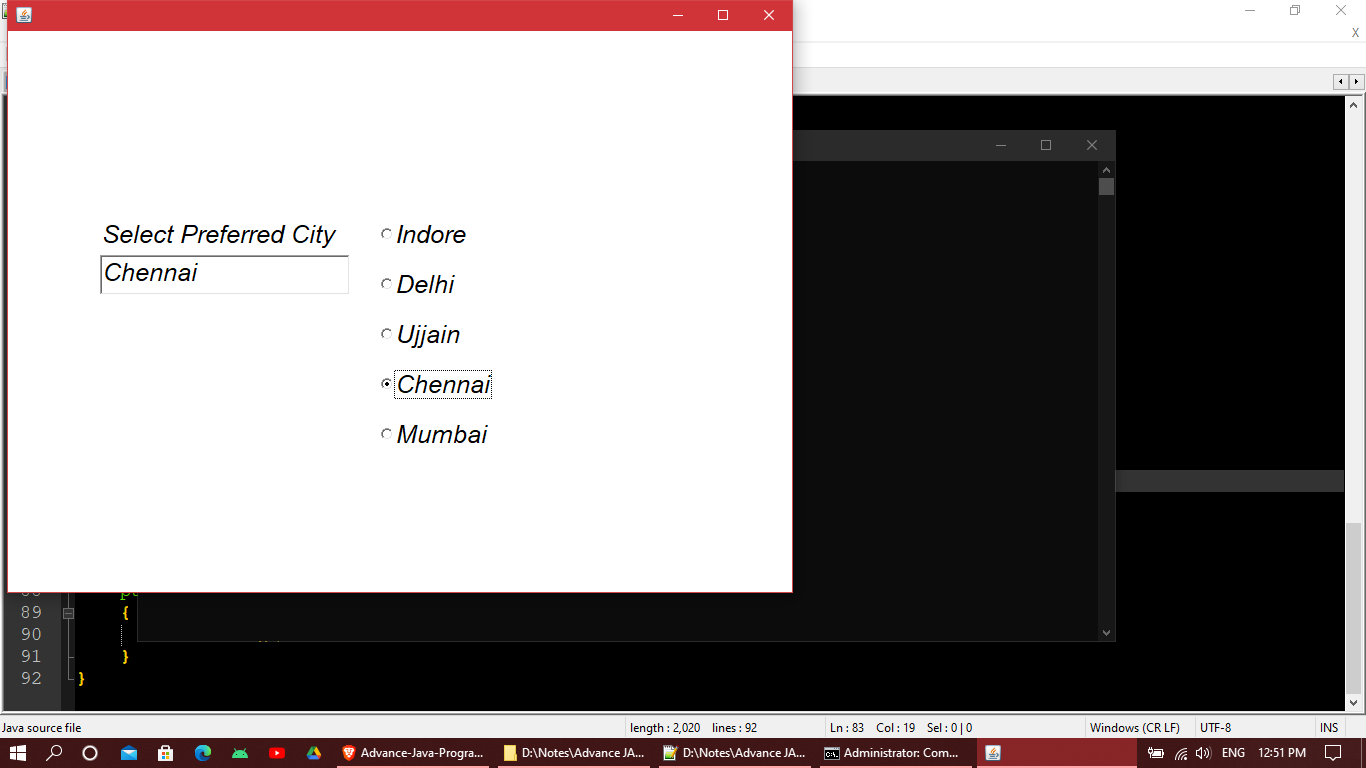 X
Select Preferred City
Chennai
Indore
Delhi
Ujjain
Chennai
Mumbai
89
{
90
91
}
92
}
Java source file
length : 2,020 lines : 92
Ln : 83 Col : 19 Sel : 0 | 0
Windows (CR LF)
UTF-8
INS
Advance-Java-Progra...
D:\Notes\Advance JA...
D:\Notes\Advance JA...
Administrator: Com...
ENG
12:51 PM